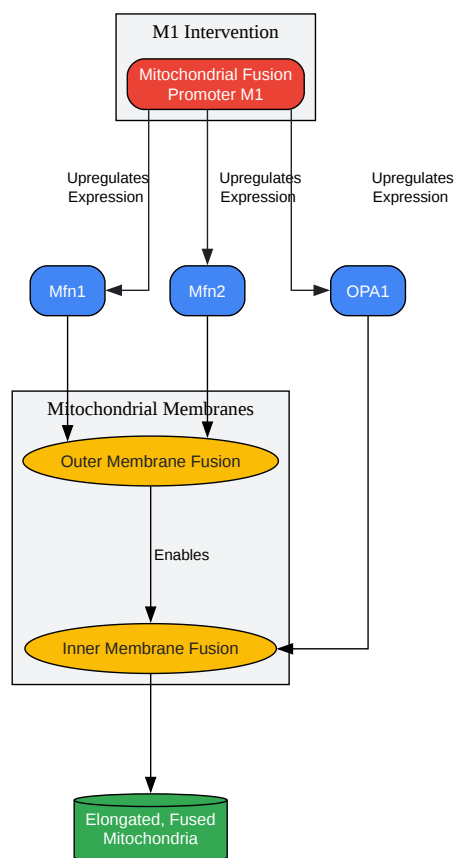 M1 Intervention
Mitochondrial Fusion
Promoter M1
Upregulates
Expression
Upregulates
Expression
Upregulates
Expression
Mfn1
Mfn2
OPA1
Mitochondrial Membranes
Outer Membrane Fusion
Enables
Inner Membrane Fusion
Elongated, Fused
Mitochondria